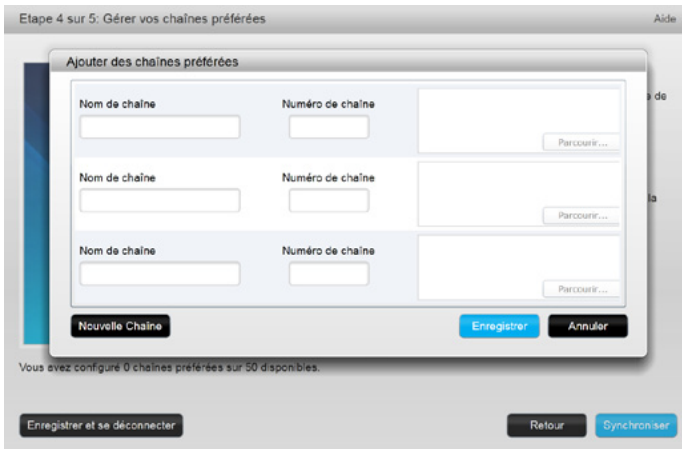 Etape 4 sur 5: Gérer vos chaînes préférées Aide
Ajouter des chaînes préférées
Nom de chaîne Numéro de chaîne
de
Parcourir...
Nom de chaîne Numéro de chaîne
la
Parcourir...
Nom de chaîne Numéro de chaîne
Parcourir...
Nouvelle Chaîne Enregistrer Annuler
Vous avez configuré 0 chaînes préférées sur 50 disponibles.
Enregistrer et se déconnecter Retour Synchroniser